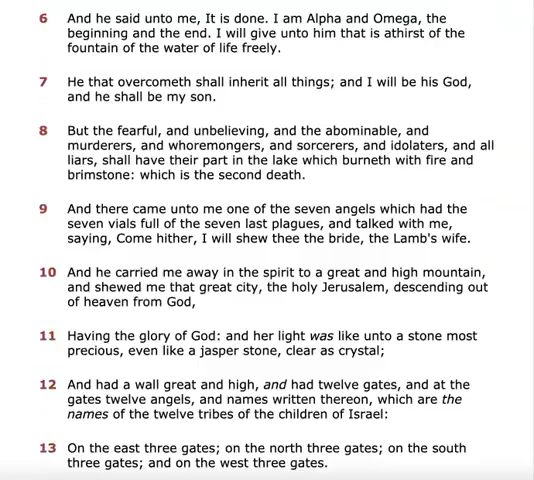 6 And he said unto me, It is done. I am Alpha and Omega, the
beginning and the end. I will give unto him that is athirst of the
fountain of the water of life freely.
7 He that overcometh shall inherit all things; and I will be his God,
and he shall be my son.
8 But the fearful, and unbelieving, and the abominable, and
murderers, and whoremongers, and sorcerers, and idolaters, and all
liars, shall have their part in the lake which burneth with fire and
brimstone: which is the second death.
9 And there came unto me one of the seven angels which had the
seven vials full of the seven last plagues, and talked with me,
saying, Come hither, I will shew thee the bride, the Lamb's wife.
10 And he carried me away in the spirit to a great and high mountain,
and shewed me that great city, the holy Jerusalem, descending out
of heaven from God,
11 Having the glory of God: and her light was like unto a stone most
precious, even like a jasper stone, clear as crystal;
12 And had a wall great and high, and had twelve gates, and at the
gates twelve angels, and names written thereon, which are the
names of the twelve tribes of the children of Israel:
13 On the east three gates; on the north three gates; on the south
three gates; and on the west three gates.